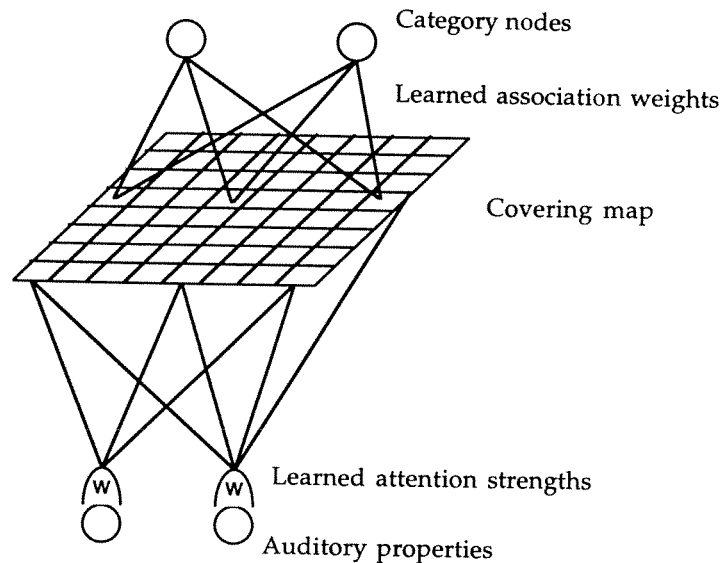 Category nodes
Learned association weights
Covering map
w w
Learned attention strengths
Auditory properties